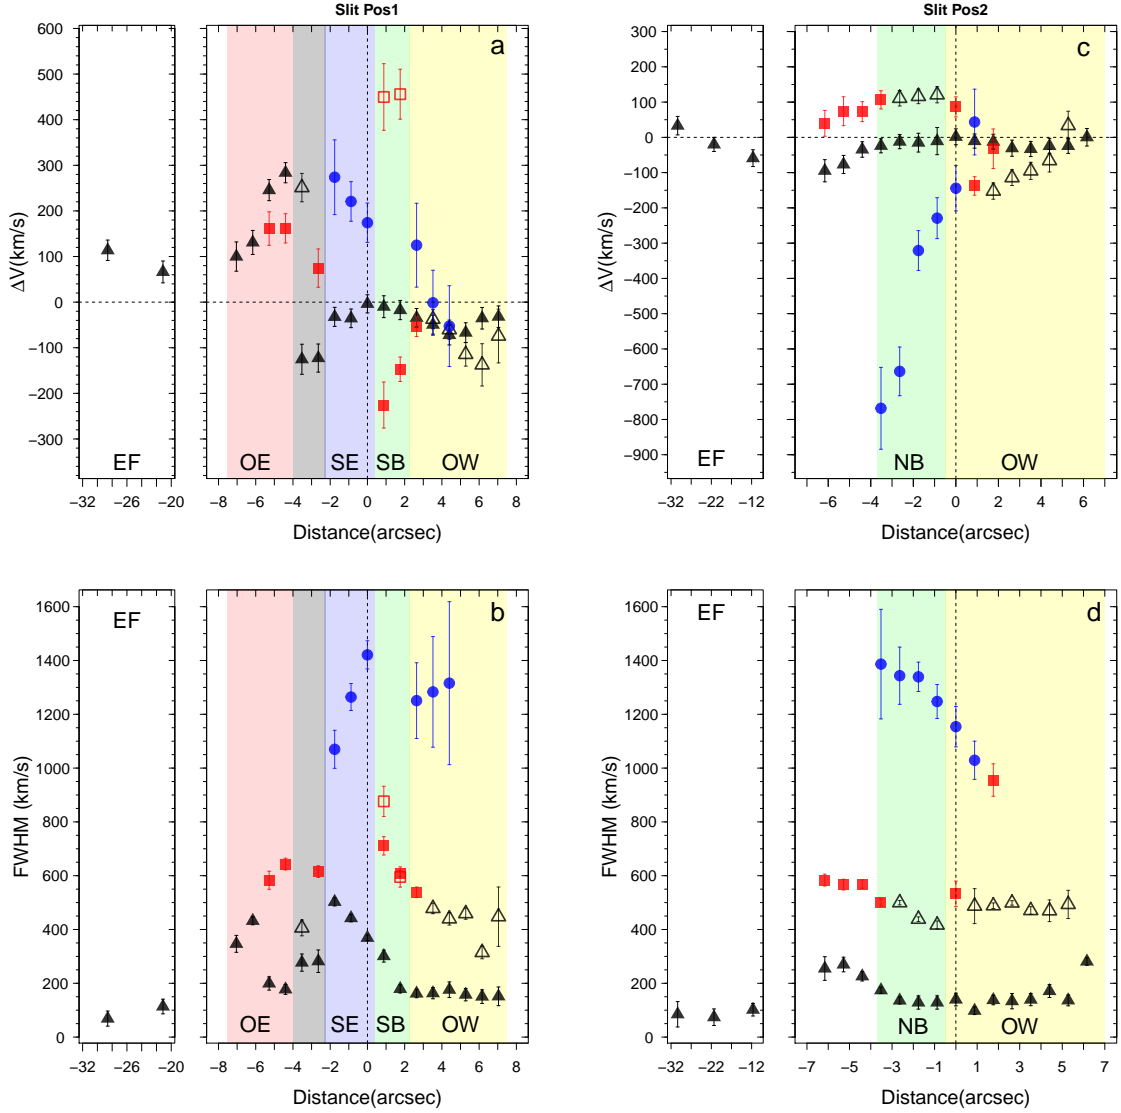 Slit Pos1
Slit Pos2
ΔV(km/s)
600
500
400
300
200
100
0
−100
−200
−300
a
EF
OE
SE
SB
OW
−32
−26
−20
−8
−6
−4
−2
0
2
4
6
8
Distance(arcsec)
ΔV(km/s)
300
200
100
0
−100
−200
−300
−400
−500
−600
−700
−800
−900
c
EF
NB
OW
−32
−22
−12
−6
−4
−2
0
2
4
6
Distance(arcsec)
FWHM (km/s)
1600
1400
1200
1000
800
600
400
200
0
EF
b
OE
SE
SB
OW
−32
−26
−20
−8
−6
−4
−2
0
2
4
6
8
Distance(arcsec)
FWHM (km/s)
1600
1400
1200
1000
800
600
400
200
0
EF
d
NB
OW
−32
−22
−12
−7
−5
−3
−1
1
3
5
7
Distance(arcsec)